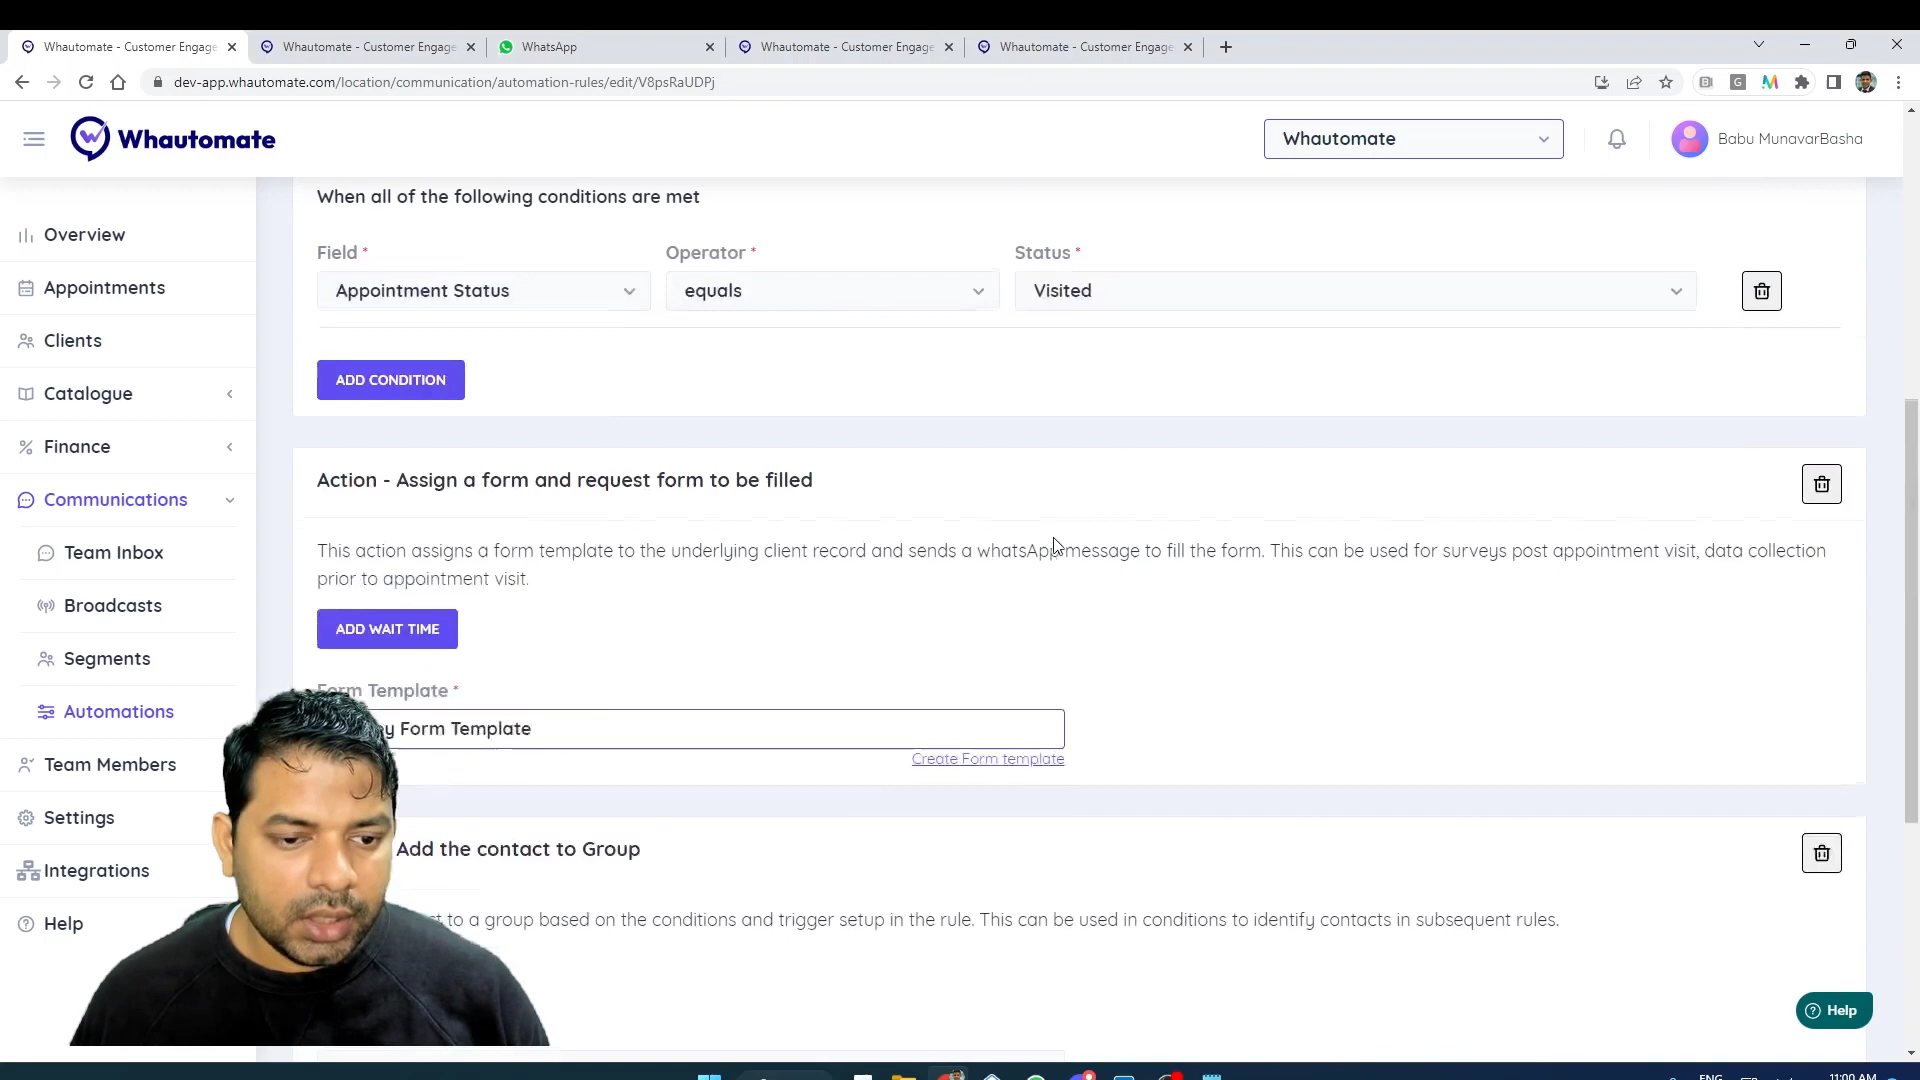 Whautomate - Customer Engage
Whautomate - Customer Engage
WhatsApp
Whautomate - Customer Engage
Whautomate - Customer Engage
dev-app.whautomate.com/location/communication/automation-rules/edit/V8psRaUDPj
Whautomate
Whautomate
Babu MunavarBasha
Overview
Appointments
Clients
Catalogue
Finance
Communications
Team Inbox
Broadcasts
Segments
Automations
Team Members
Settings
Integrations
Help
When all of the following conditions are met
Field *
Operator *
Status *
Appointment Status
equals
Visited
ADD CONDITION
Action - Assign a form and request form to be filled
This action assigns a form template to the underlying client record and sends a whatsApp message to fill the form. This can be used for surveys post appointment visit, data collection
prior to appointment visit.
ADD WAIT TIME
Form Template *
Form Template
Create Form template
Add the contact to Group
to a group based on the conditions and trigger setup in the rule. This can be used in conditions to identify contacts in subsequent rules.
Help
ENG
11:00 AM